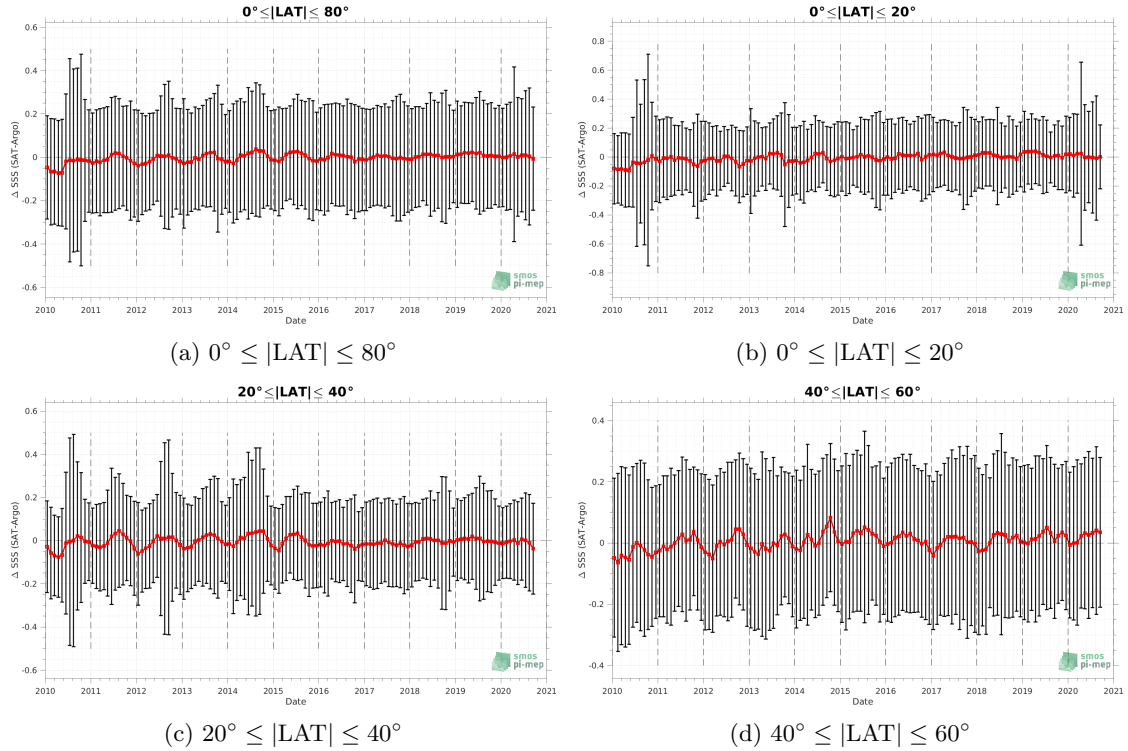 0°≤|LAT|≤ 80°
0.6
0.4
0.2
0
-0.2
-0.4
-0.6
Δ SSS (SAT-Argo)
2010 2011 2012 2013 2014 2015 2016 2017 2018 2019 2020 2021
Date
smos
pi-mep
(a) 0° ≤ |LAT| ≤ 80°
0°≤|LAT|≤ 20°
0.8
0.6
0.4
0.2
0
-0.2
-0.4
-0.6
-0.8
Δ SSS (SAT-Argo)
2010 2011 2012 2013 2014 2015 2016 2017 2018 2019 2020 2021
Date
smos
pi-mep
(b) 0° ≤ |LAT| ≤ 20°
20°≤|LAT|≤ 40°
0.6
0.4
0.2
0
-0.2
-0.4
-0.6
Δ SSS (SAT-Argo)
2010 2011 2012 2013 2014 2015 2016 2017 2018 2019 2020 2021
Date
smos
pi-mep
(c) 20° ≤ |LAT| ≤ 40°
40°≤|LAT|≤ 60°
0.4
0.2
0
-0.2
-0.4
Δ SSS (SAT-Argo)
2010 2011 2012 2013 2014 2015 2016 2017 2018 2019 2020 2021
Date
smos
pi-mep
(d) 40° ≤ |LAT| ≤ 60°